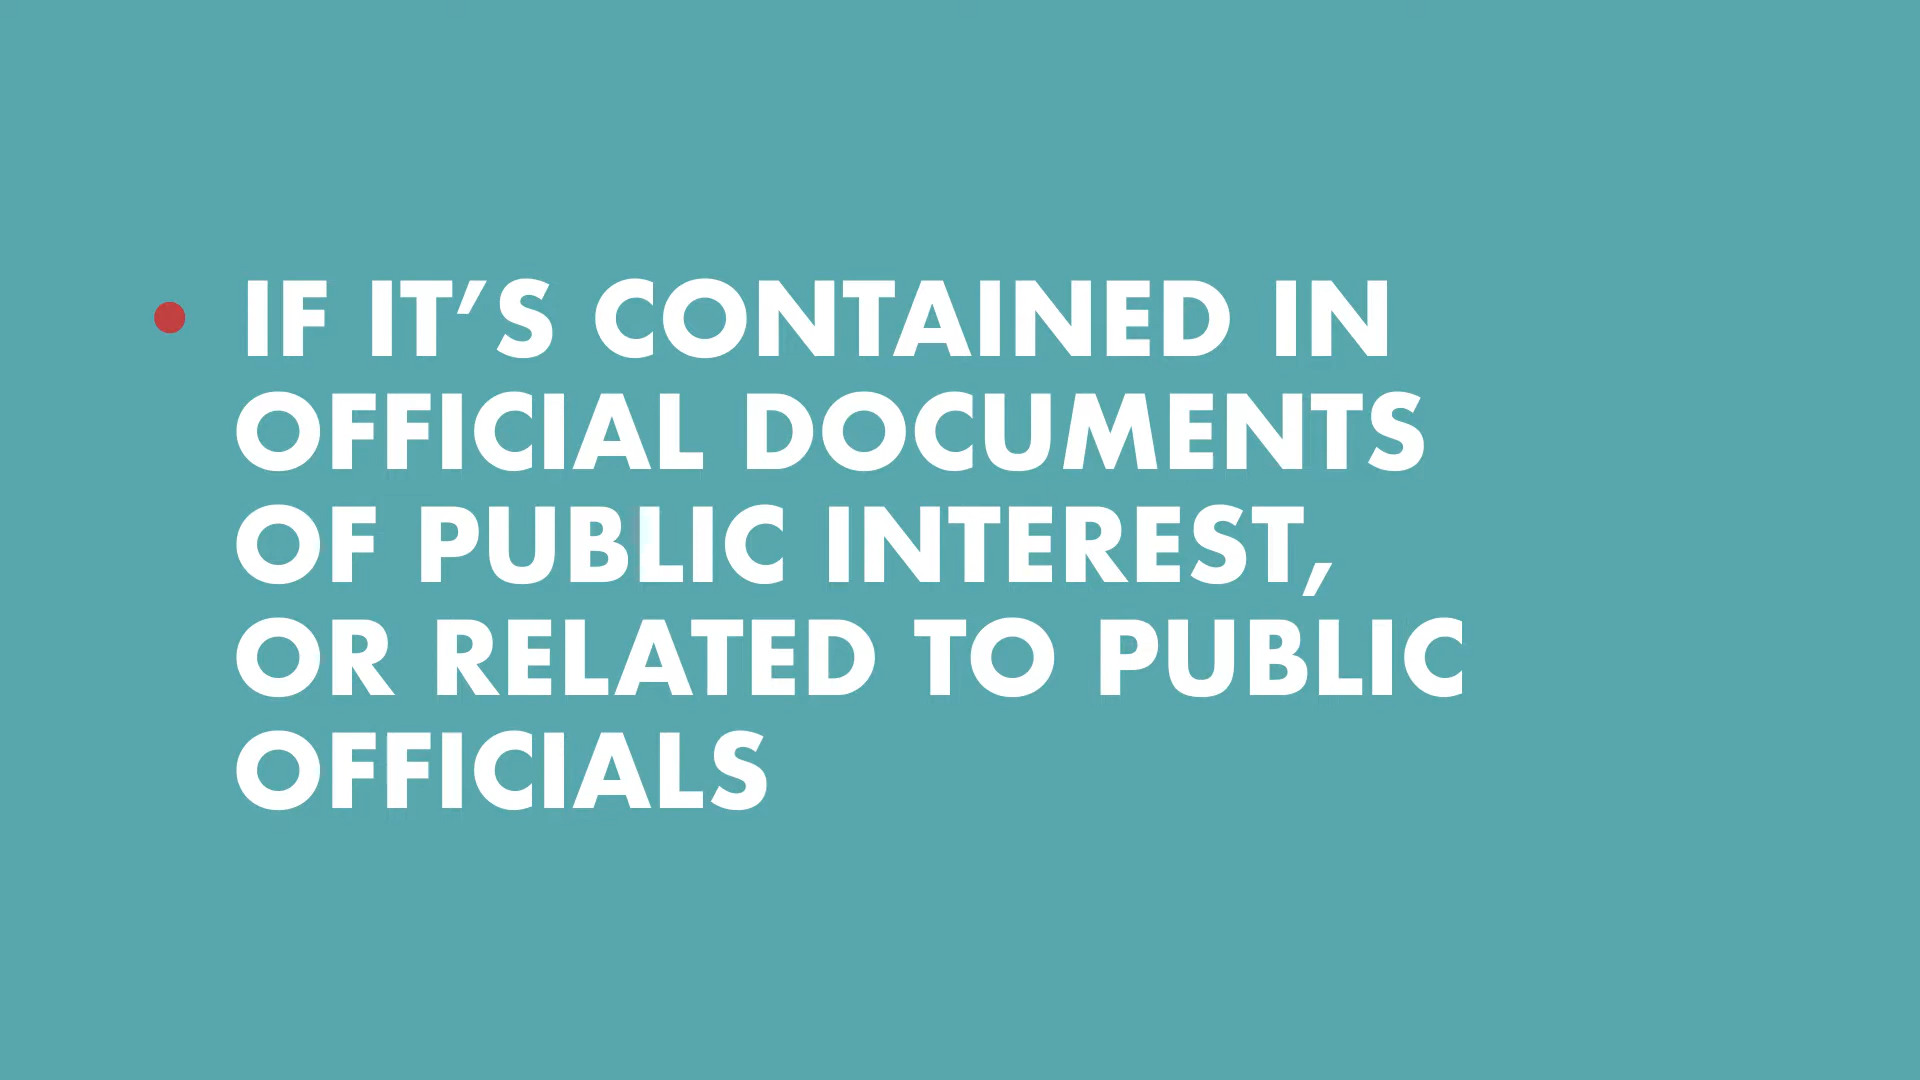 • IF IT’S CONTAINED IN
OFFICIAL DOCUMENTS
OF PUBLIC INTEREST,
OR RELATED TO PUBLIC
OFFICIALS